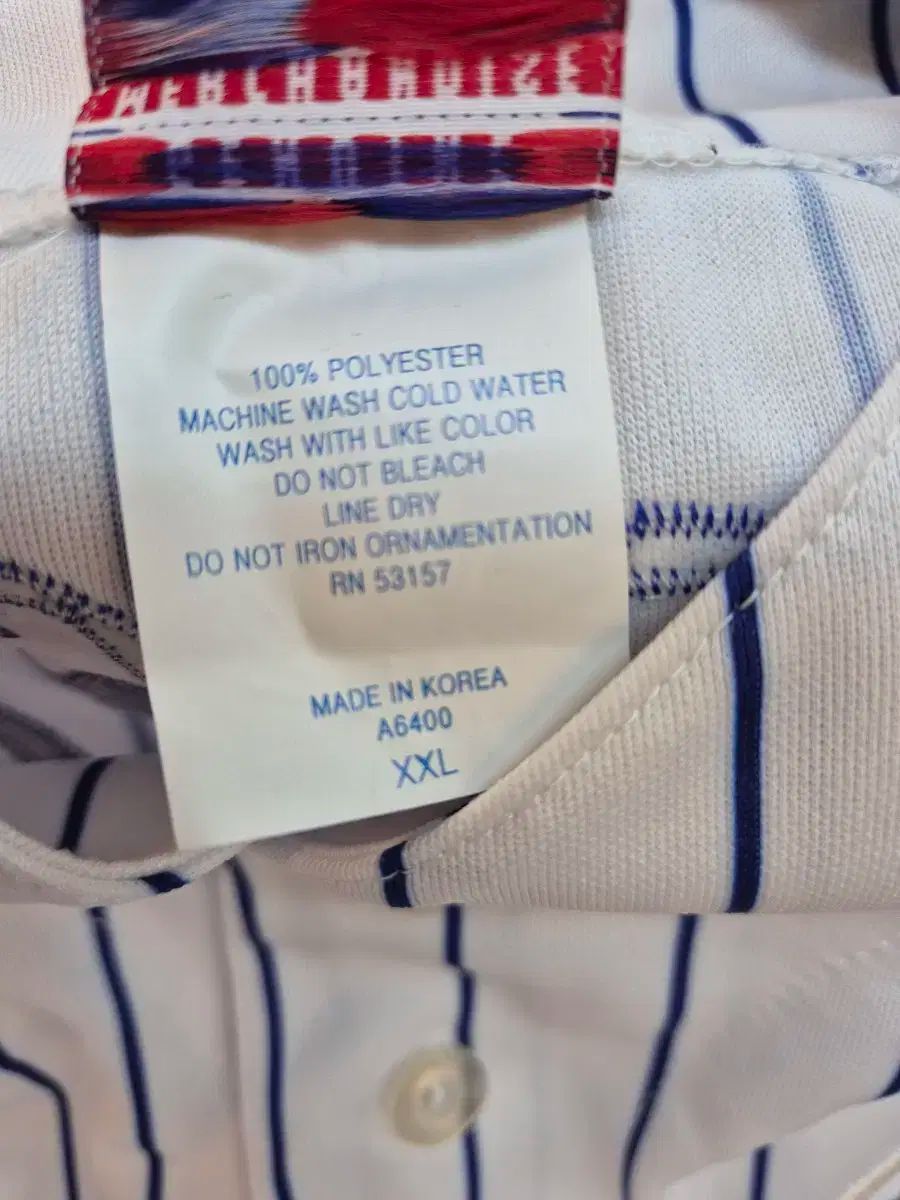 MERCHANDISE
100% POLYESTER
MACHINE WASH COLD WATER
WASH WITH LIKE COLOR
DO NOT BLEACH
LINE DRY
DO NOT IRON ORNAMENTATION
RN 53157
MADE IN KOREA
A6400
XXL